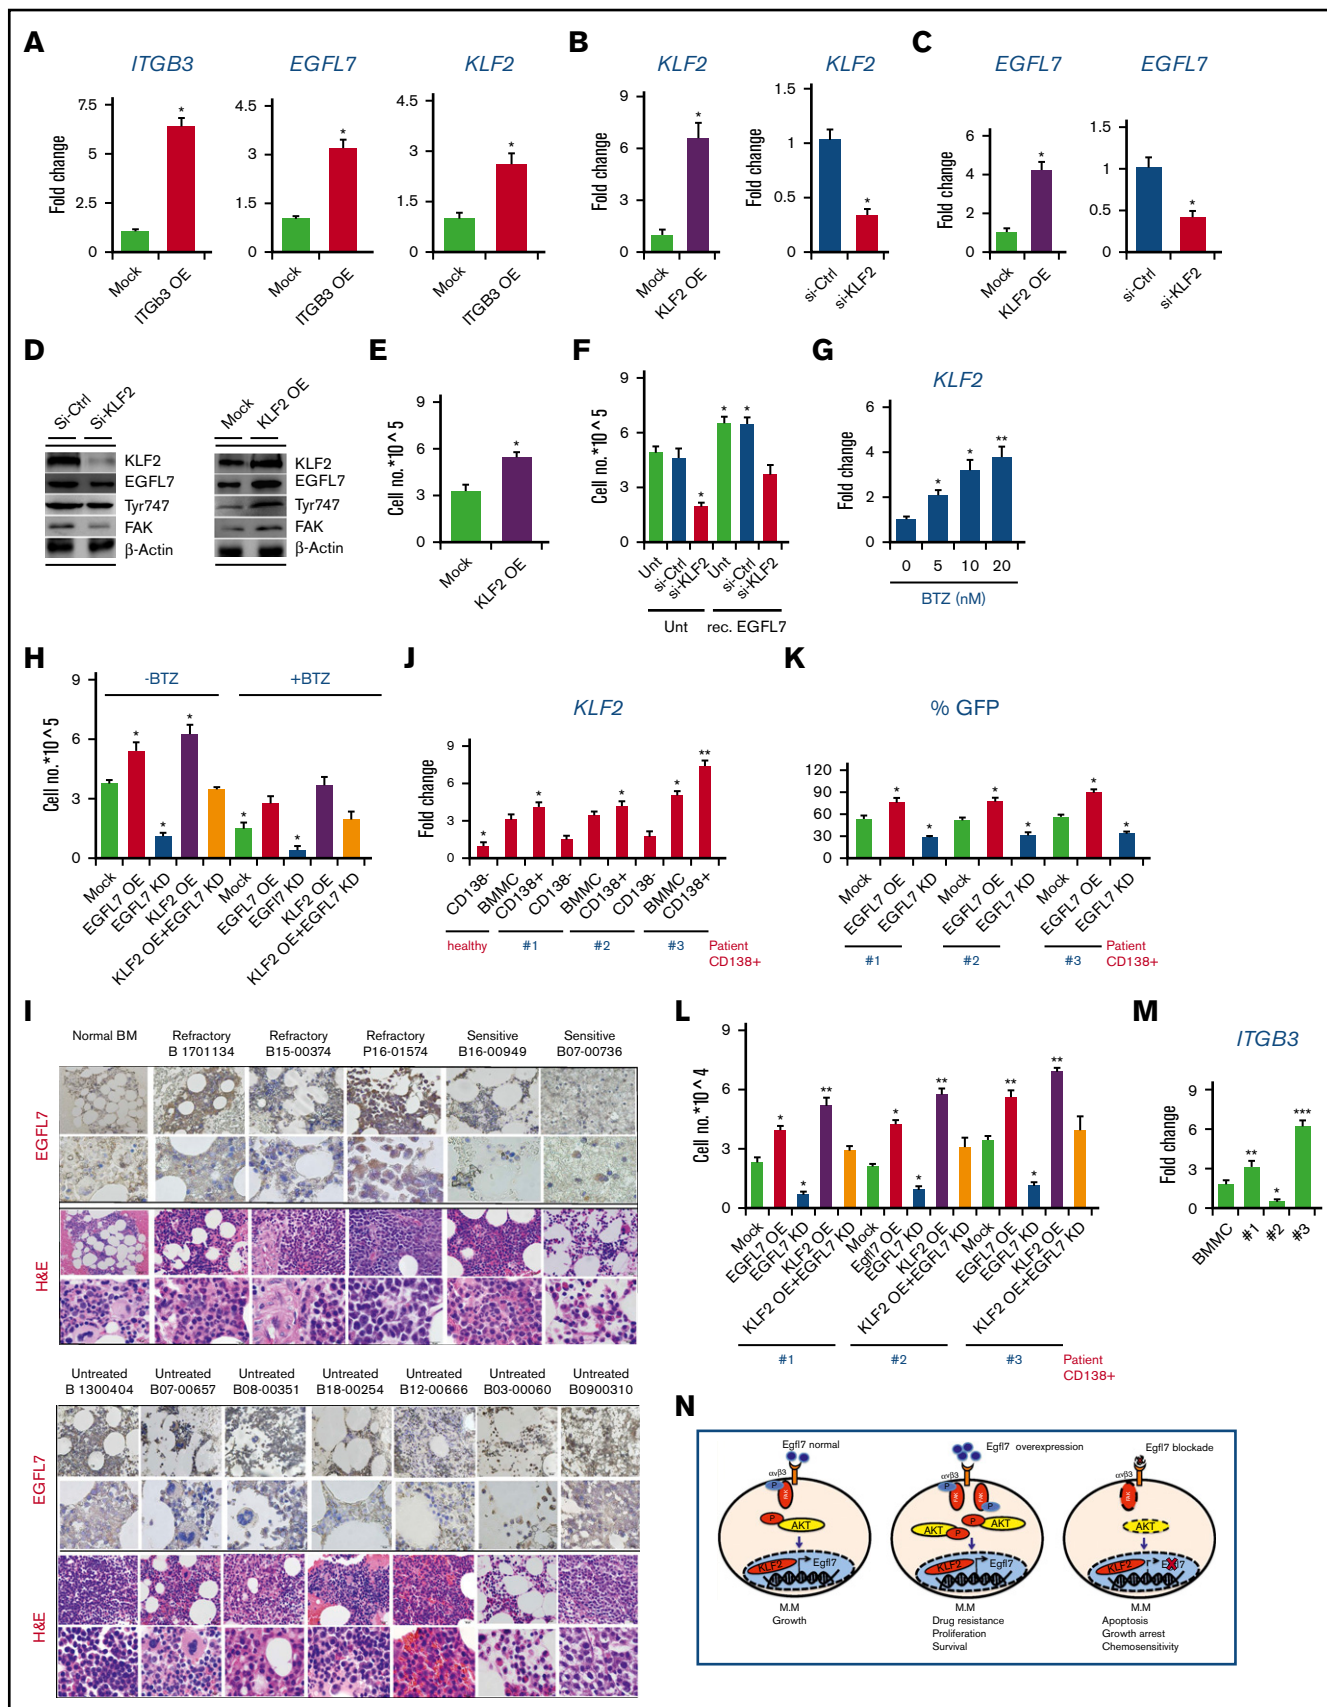 A
ITGB3
EGFL7
KLF2
Fold change
7.5
5
2.5
0
Mock
ITGb3 OE
4.5
3
1.5
0
Mock
ITGB3 OE
4.5
3
1.5
0
Mock
ITGB3 OE
*
*
*
B
KLF2
KLF2
Fold change
9
6
3
0
Mock
KLF2 OE
*
Fold change
1.5
1
0.5
0
si-Ctrl
si-KLF2
*
C
EGFL7
EGFL7
Fold change
6
4
2
0
Mock
KLF2 OE
*
1.5
1
0.5
0
si-Ctrl
si-KLF2
*
D
Si-Ctrl
Si-KLF2
KLF2
EGFL7
Tyr747
FAK
β-Actin
Mock
KLF2 OE
KLF2
EGFL7
Tyr747
FAK
β-Actin
E
Cell no.*10^5
9
6
3
0
Mock
KLF2 OE
*
F
Cell no.*10^5
9
6
3
0
*
*
*
Unt
si-Ctrl
si-KLF2
Unt
si-Ctrl
si-KLF2
Unt
rec. EGFL7
G
KLF2
Fold change
6
4
2
0
*
*
**
0 5 10 20
BTZ (nM)
H
-BTZ
+BTZ
Cell no.*10^5
9
6
3
0
*
*
*
*
*
Mock
EGFL7 OE
EGFL7 KD
KLF2 OE
KLF2 OE+EGFL7 KD
Mock
EGFL7 OE
EGFl7 KD
KLF2 OE
KLF2 OE+EGFL7 KD
J
KLF2
Fold change
9
6
3
0
*
*
*
*
**
CD138-
BMMC
CD138+
CD138-
BMMC
CD138+
CD138-
BMMC
CD138+
healthy
#1
#2
#3
Patient
CD138+
K
% GFP
120
90
60
30
0
*
*
*
*
*
*
Mock
EGFL7 OE
EGFL7 KD
Mock
EGFL7 OE
EGFL7 KD
Mock
EGFL7 OE
EGFL7 KD
#1
#2
#3
Patient
CD138+
I
Normal BM
Refractory
B 1701134
Refractory
B15-00374
Refractory
P16-01574
Sensitive
B16-00949
Sensitive
B07-00736
EGFL7
H&E
Untreated
B 1300404
Untreated
B07-00657
Untreated
B08-00351
Untreated
B18-00254
Untreated
B12-00666
Untreated
B03-00060
Untreated
B0900310
EGFL7
H&E
L
Cell no.*10^4
9
6
3
0
*
*
**
*
*
**
**
*
**
Mock
EGFL7 OE
EGFL7 KD
KLF2 OE
KLF2 OE+EGFL7 KD
Mock
Egfl7 OE
EGFL7 KD
KLF2 OE
KLF2 OE+EGFL7 KD
Mock
EGFL7 OE
EGFL7 KD
KLF2 OE
KLF2 OE+EGFL7 KD
#1
#2
#3
Patient
CD138+
M
ITGB3
Fold change
9
6
3
0
**
*
***
BMMC
#1
#2
#3
N
Egfl7 normal
αvβ3
P
FAK
P
AKT
KLF2
Egfl7
M.M
Growth
Egfl7 overexpression
αvβ3
P
FAK
FAK
P
AKT
P
P
AKT
KLF2
Egfl7
M.M
Drug resistance
Proliferation
Survival
Egfl7 blockade
αvβ3
FAK
AKT
KLF2
Egfl7
M.M
Apoptosis
Growth arrest
Chemosensitivity